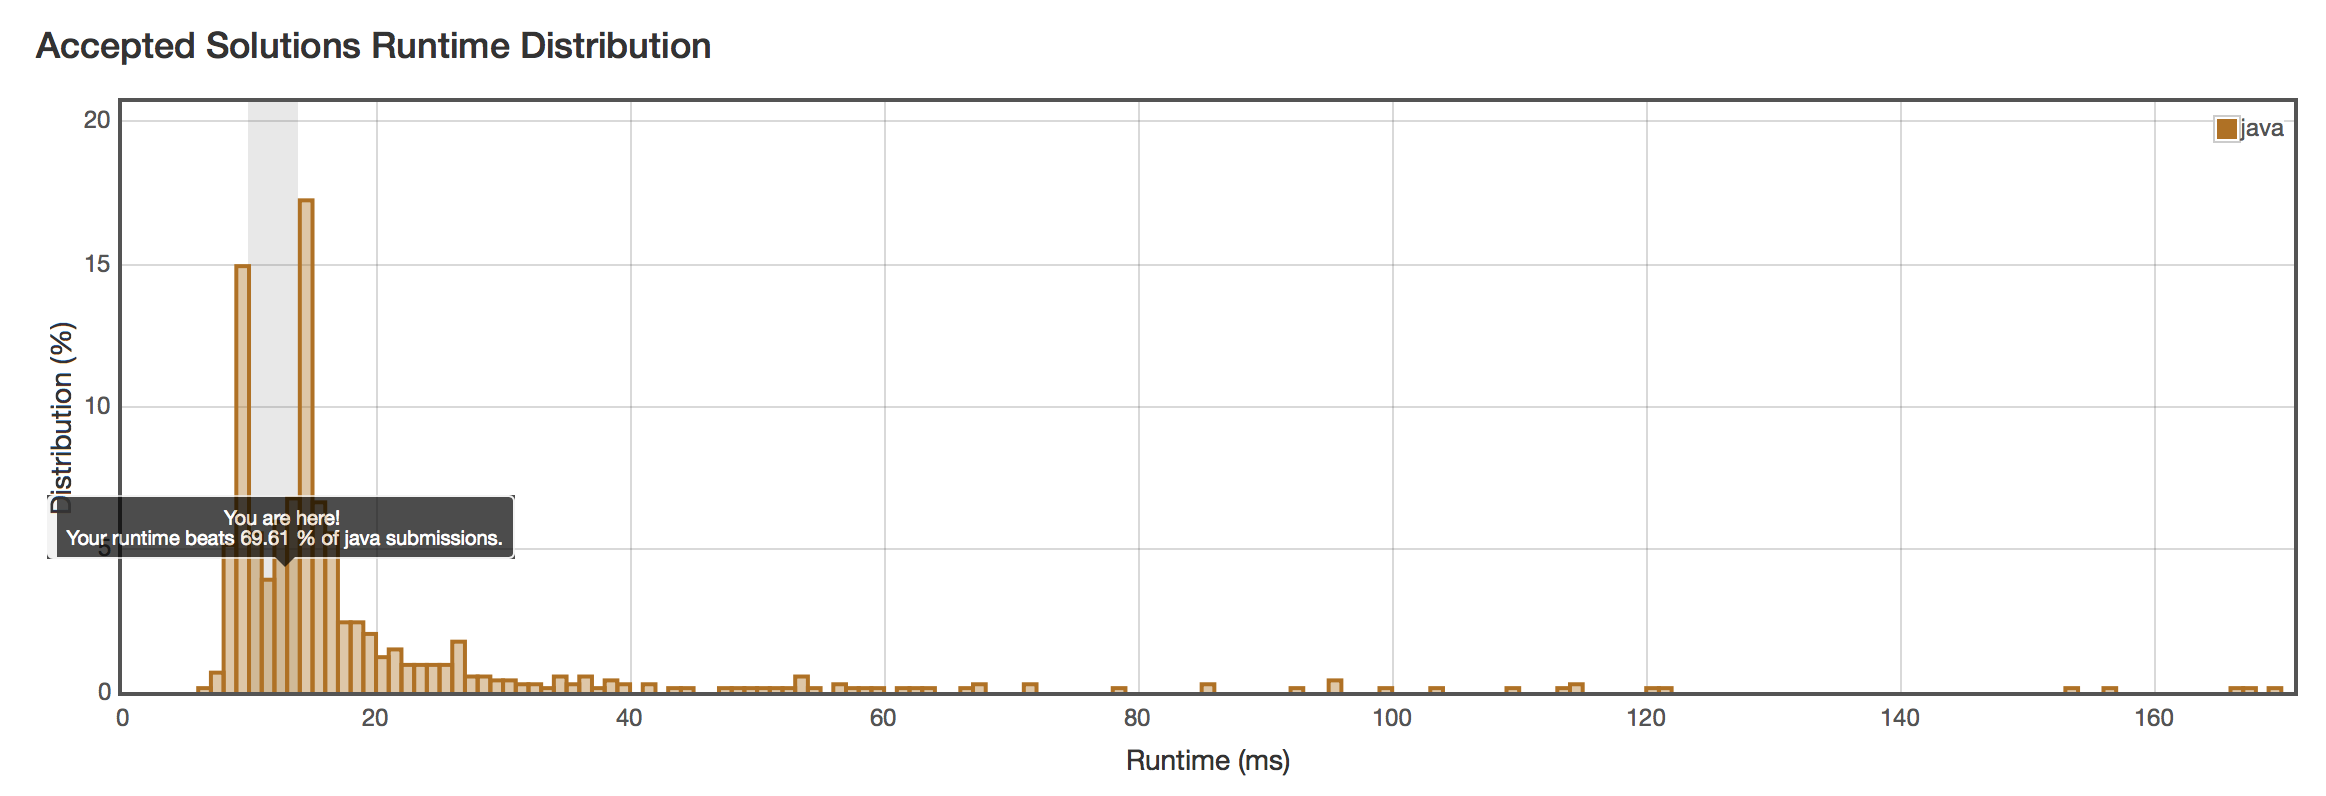 Accepted Solutions Runtime Distribution
20
java
15
Distribution (%)
10
You are here!
Your runtime beats 69.61 % of java submissions.
5
0
0 20 40 60 80 100 120 140 160
Runtime (ms)